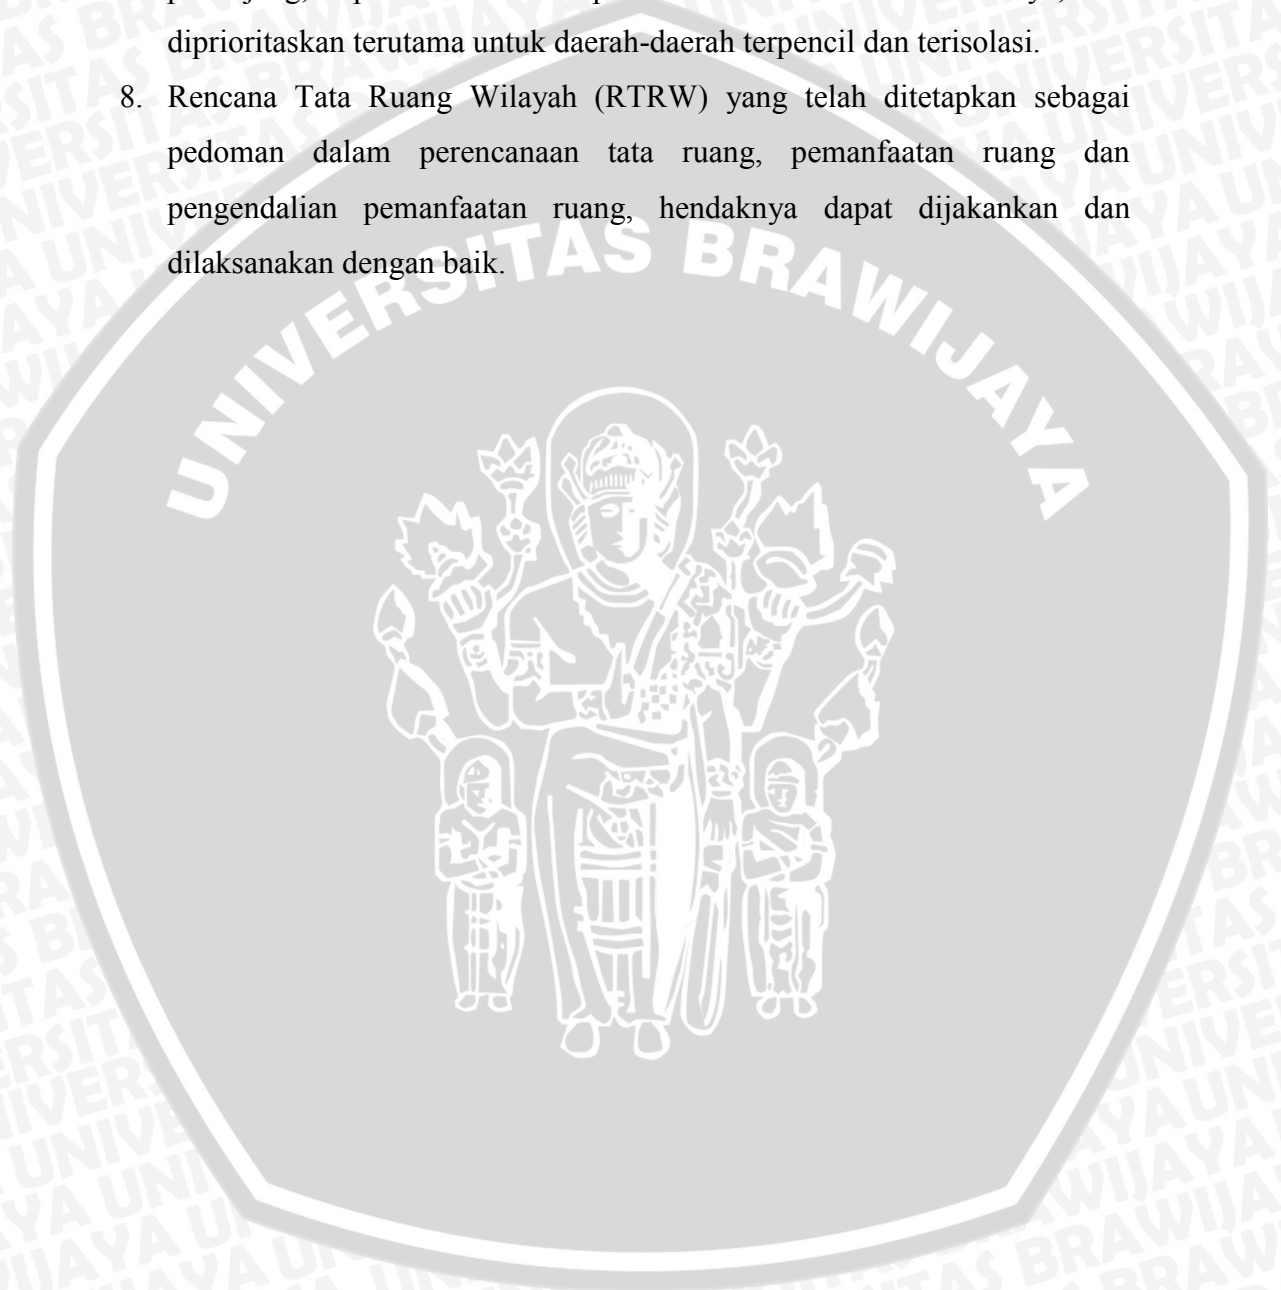 diprioritaskan terutama untuk daerah-daerah terpencil dan terisolasi.
8. Rencana Tata Ruang Wilayah (RTRW) yang telah ditetapkan sebagai
pedoman dalam perencanaan tata ruang, pemanfaatan ruang dan
pengendalian pemanfaatan ruang, hendaknya dapat dijakankan dan
dilaksanakan dengan baik.
UNIVERSITAS BRAWIJAYA